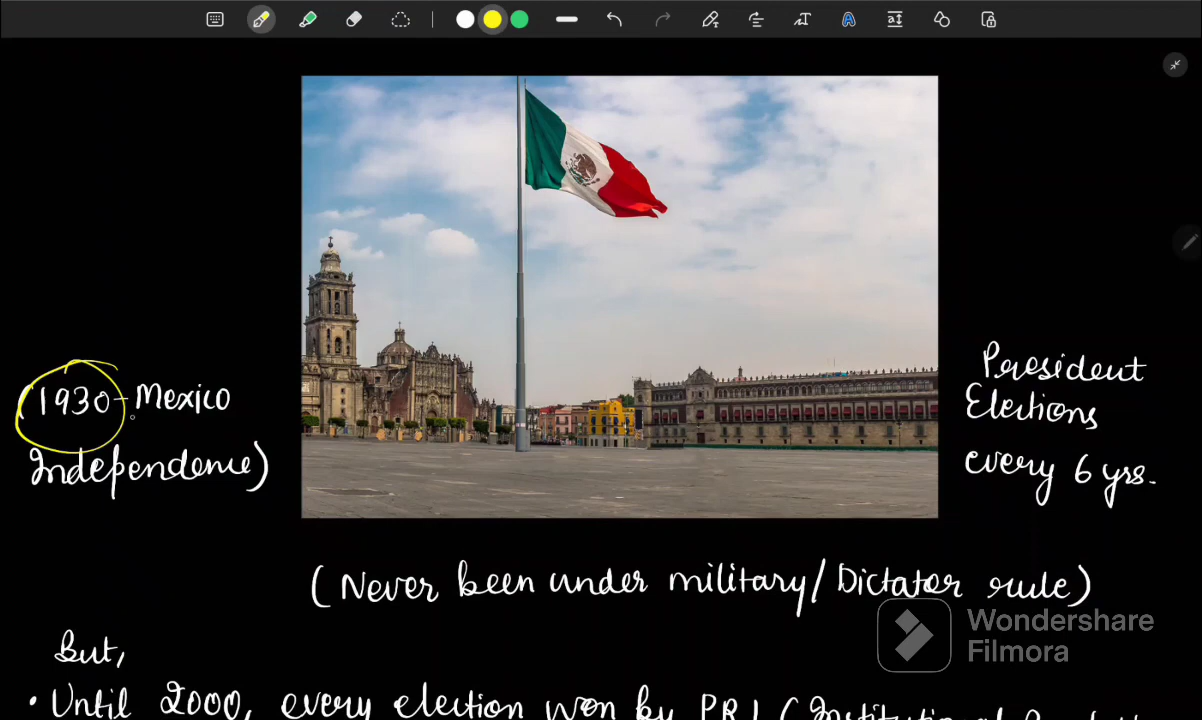 (1930 - Mexico
Independence)
President
Elections
every 6 yrs.
(Never been under military/Dictator rule)
Wondershare
Filmora
But,
• Until 2000, every election won by PRI (Institutional